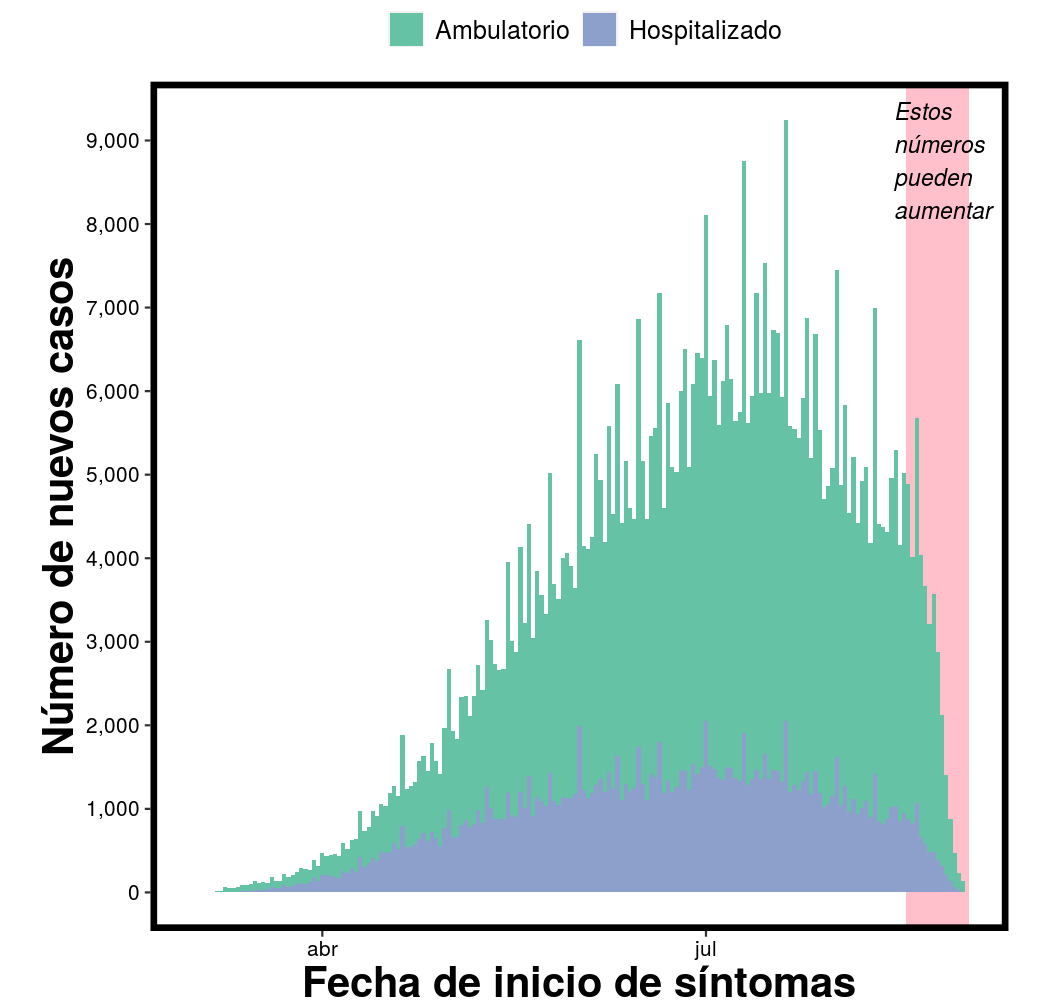 Ambulatorio Hospitalizado
Estos
números
pueden
aumentar
9,000
8,000
7,000
6,000
5,000
4,000
3,000
2,000
1,000
0
Número de nuevos casos
abr jul
Fecha de inicio de síntomas